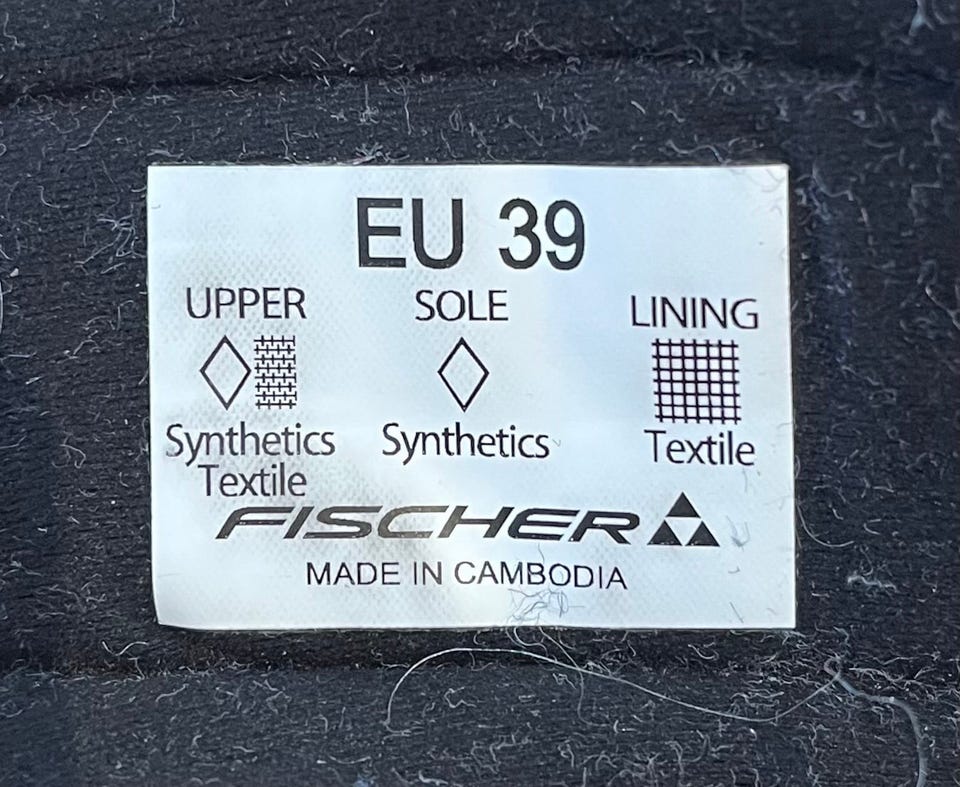 EU 39
UPPER SOLE LINING
Synthetics Synthetics Textile
Textile
FISCHER
MADE IN CAMBODIA